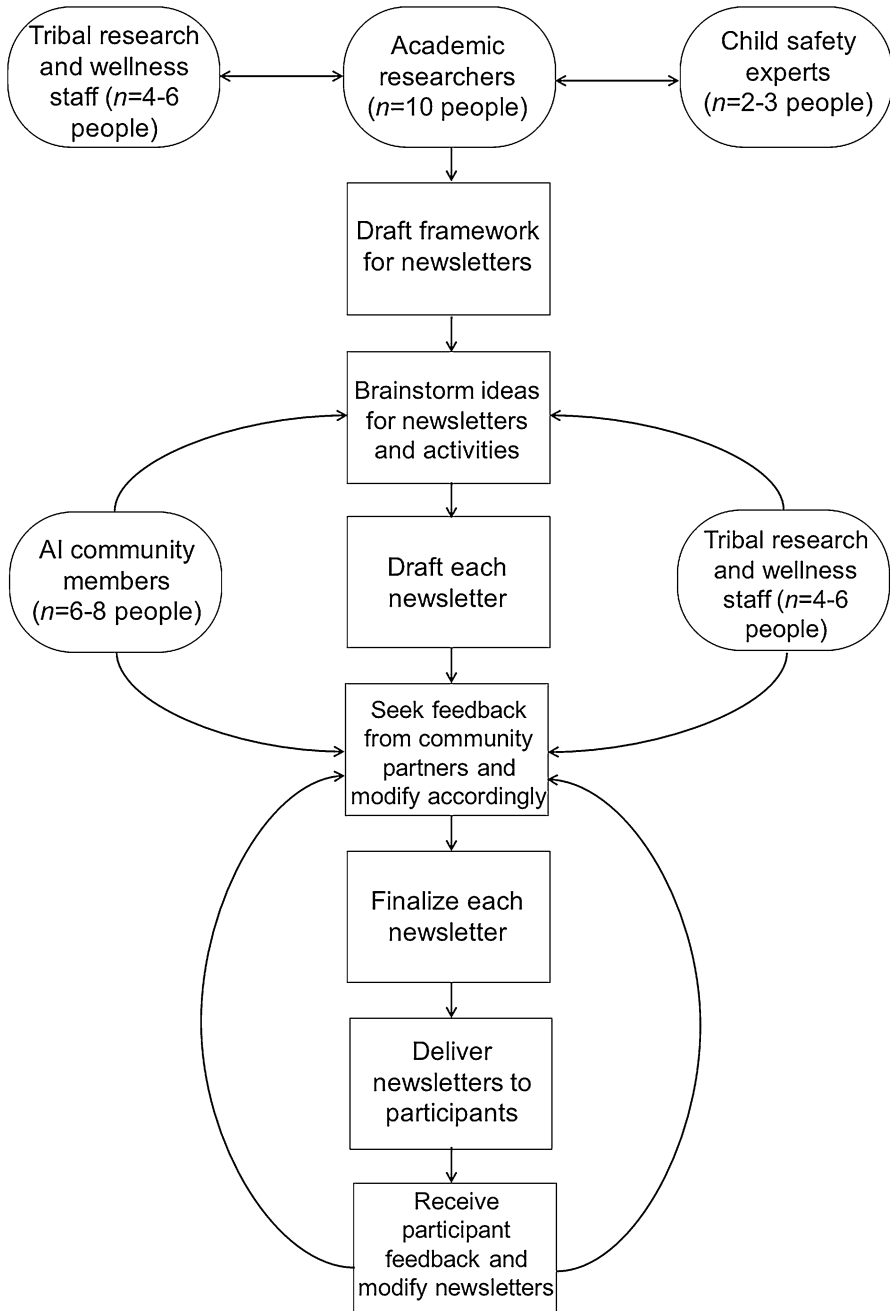 Tribal research
and wellness
staff (n=4-6
people)
Academic
researchers
(n=10 people)
Child safety
experts
(n=2-3 people)
Draft framework
for newsletters
Brainstorm ideas
for newsletters
and activities
AI community
members
(n=6-8 people)
Draft each
newsletter
Tribal research
and wellness
staff (n=4-6
people)
Seek feedback
from community
partners and
modify accordingly
Finalize each
newsletter
Deliver
newsletters to
participants
Receive
participant
feedback and
modify newsletters